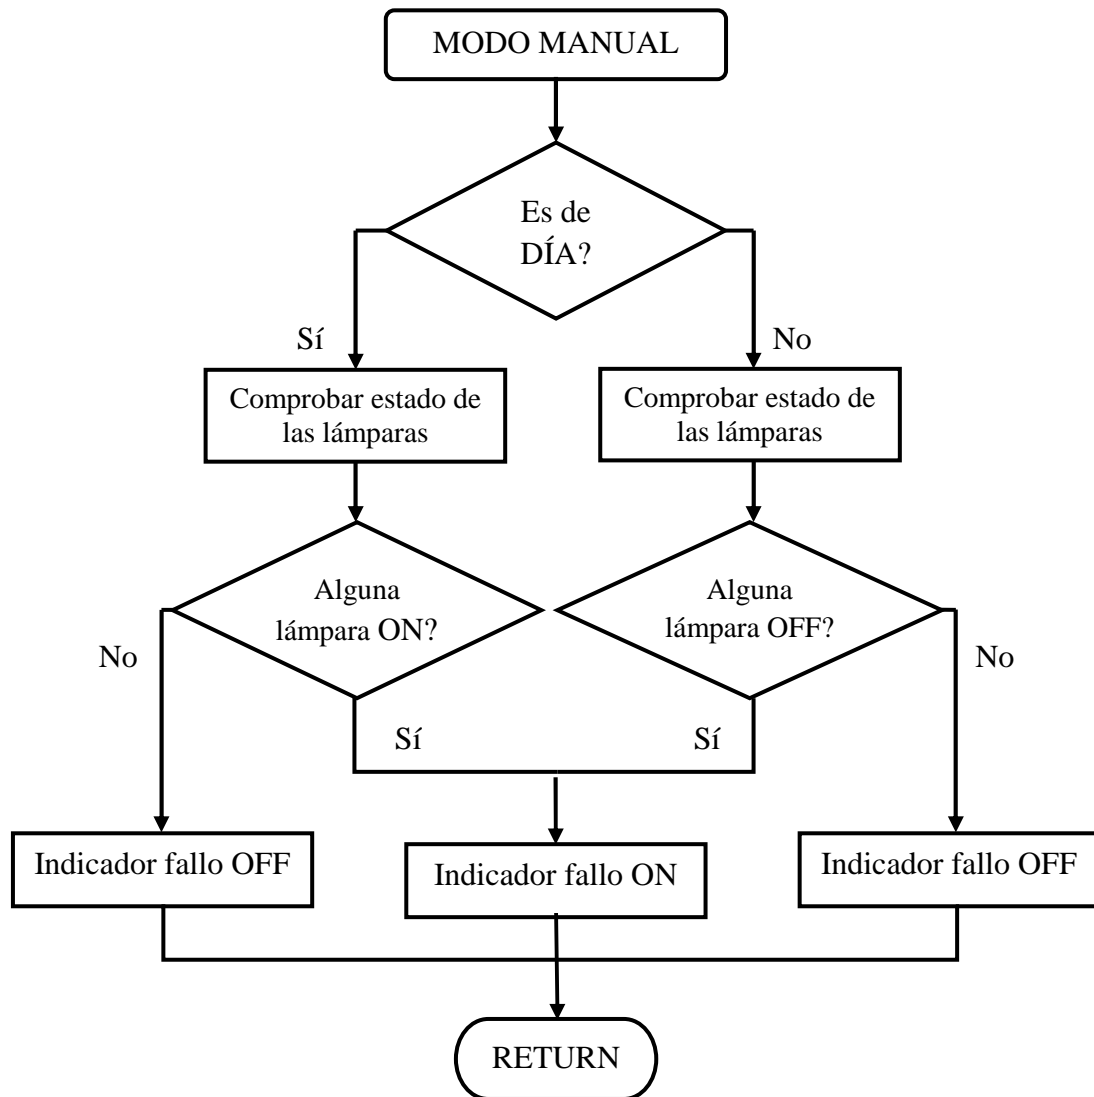 MODO MANUAL
Es de
DÍA?
Sí
No
Comprobar estado de
las lámparas
Comprobar estado de
las lámparas
Alguna
lámpara ON?
Alguna
lámpara OFF?
No
No
Sí
Sí
Indicador fallo OFF
Indicador fallo ON
Indicador fallo OFF
RETURN